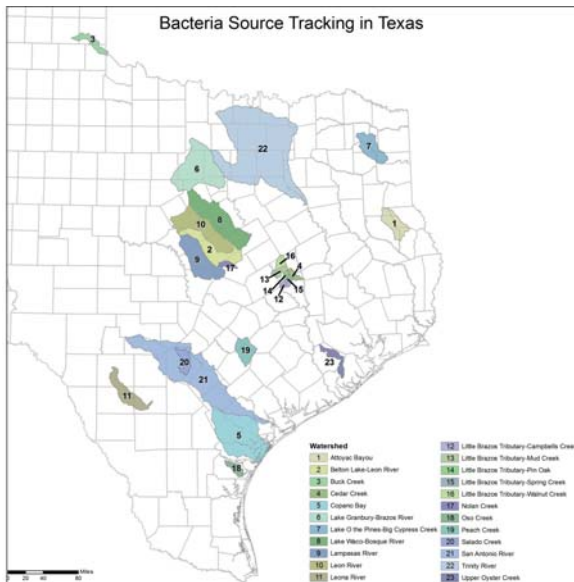 Bacteria Source Tracking in Texas
3
22
7
6
8
10
1
2
9
16
17
13
4
14
15
12
19
20
23
21
11
5
18
Miles
Watershed
1 Attoyac Bayou
2 Belton Lake-Leon River
3 Buck Creek
4 Cedar Creek
5 Copano Bay
6 Lake Granbury-Brazos River
7 Lake O the Pines-Big Cypress Creek
8 Lake Waco-Bosque River
9 Lampasas River
10 Leon River
11 Leona River
12 Little Brazos Tributary-Campbells Creek
13 Little Brazos Tributary-Mud Creek
14 Little Brazos Tributary-Pin Oak
15 Little Brazos Tributary-Spring Creek
16 Little Brazos Tributary-Walnut Creek
17 Nolan Creek
18 Oso Creek
19 Peach Creek
20 Salado Creek
21 San Antonio River
22 Trinity River
23 Upper Oyster Creek